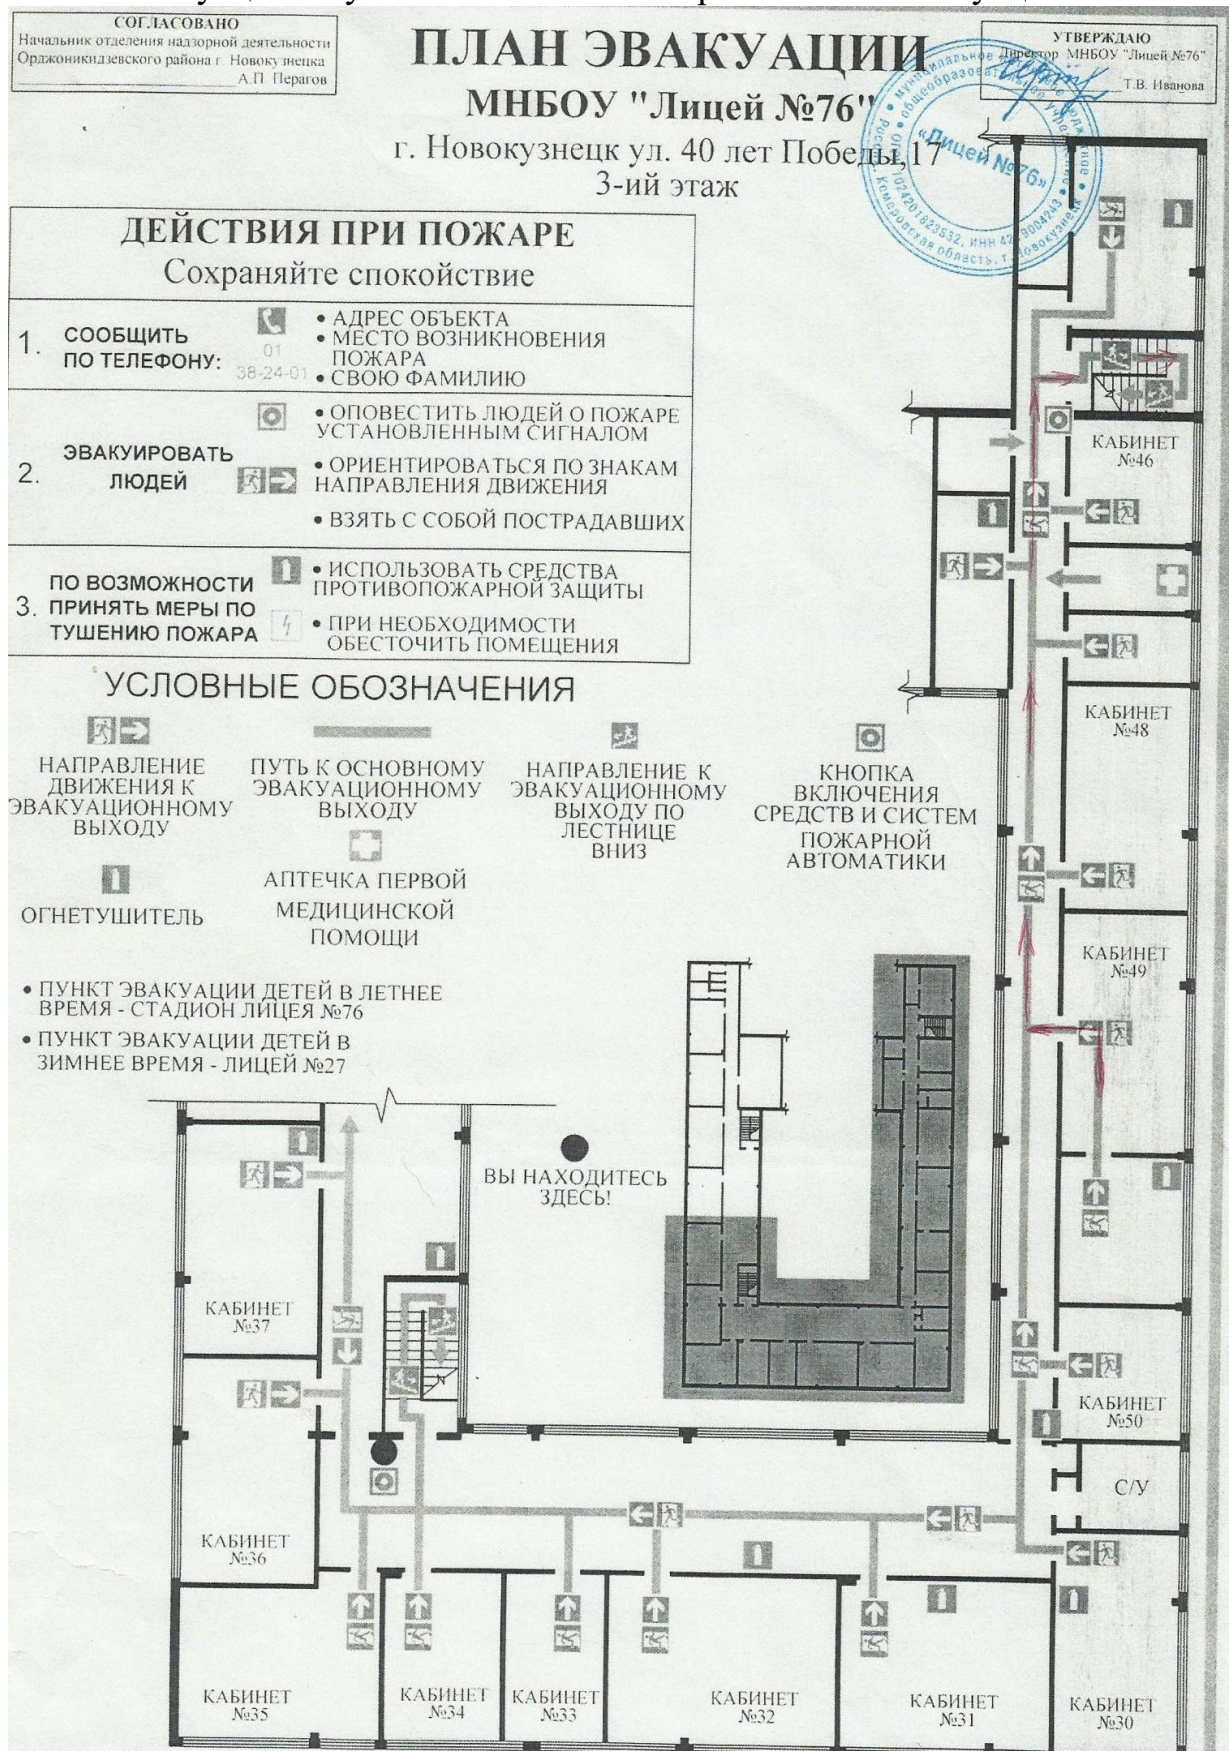 СОГЛАСОВАНО
Начальник отделения надзорной деятельности
Орджоникидзевского района г. Новокузнецка
А.П. Перагов
ПЛАН ЭВАКУАЦИИ
МНБОУ "Лицей №76"
г. Новокузнецк ул. 40 лет Победы,17
3-ий этаж
УТВЕРЖДАЮ
Директор МНБОУ "Лицей №76"
Т.В. Иванова
«Лицей №76»
ДЕЙСТВИЯ ПРИ ПОЖАРЕ
Сохраняйте спокойствие
1. СООБЩИТЬ
ПО ТЕЛЕФОНУ:
01
38-24-01
• АДРЕС ОБЪЕКТА
• МЕСТО ВОЗНИКНОВЕНИЯ
ПОЖАРА
• СВОЮ ФАМИЛИЮ
2. ЭВАКУИРОВАТЬ
ЛЮДЕЙ
• ОПОВЕСТИТЬ ЛЮДЕЙ О ПОЖАРЕ
УСТАНОВЛЕННЫМ СИГНАЛОМ
• ОРИЕНТИРОВАТЬСЯ ПО ЗНАКАМ
НАПРАВЛЕНИЯ ДВИЖЕНИЯ
• ВЗЯТЬ С СОБОЙ ПОСТРАДАВШИХ
3. ПО ВОЗМОЖНОСТИ
ПРИНЯТЬ МЕРЫ ПО
ТУШЕНИЮ ПОЖАРА
• ИСПОЛЬЗОВАТЬ СРЕДСТВА
ПРОТИВОПОЖАРНОЙ ЗАЩИТЫ
• ПРИ НЕОБХОДИМОСТИ
ОБЕСТОЧИТЬ ПОМЕЩЕНИЯ
УСЛОВНЫЕ ОБОЗНАЧЕНИЯ
НАПРАВЛЕНИЕ
ДВИЖЕНИЯ К
ЭВАКУАЦИОННОМУ
ВЫХОДУ
ПУТЬ К ОСНОВНОМУ
ЭВАКУАЦИОННОМУ
ВЫХОДУ
НАПРАВЛЕНИЕ К
ЭВАКУАЦИОННОМУ
ВЫХОДУ ПО
ЛЕСТНИЦЕ
ВНИЗ
КНОПКА
ВКЛЮЧЕНИЯ
СРЕДСТВ И СИСТЕМ
ПОЖАРНОЙ
АВТОМАТИКИ
ОГНЕТУШИТЕЛЬ
АПТЕЧКА ПЕРВОЙ
МЕДИЦИНСКОЙ
ПОМОЩИ
• ПУНКТ ЭВАКУАЦИИ ДЕТЕЙ В ЛЕТНЕЕ
ВРЕМЯ - СТАДИОН ЛИЦЕЯ №76
• ПУНКТ ЭВАКУАЦИИ ДЕТЕЙ В
ЗИМНЕЕ ВРЕМЯ - ЛИЦЕЙ №27
ВЫ НАХОДИТЕСЬ
ЗДЕСЬ!
КАБИНЕТ
№46
КАБИНЕТ
№48
КАБИНЕТ
№49
КАБИНЕТ
№50
С/У
КАБИНЕТ
№37
КАБИНЕТ
№36
КАБИНЕТ
№35
КАБИНЕТ
№34
КАБИНЕТ
№33
КАБИНЕТ
№32
КАБИНЕТ
№31
КАБИНЕТ
№30